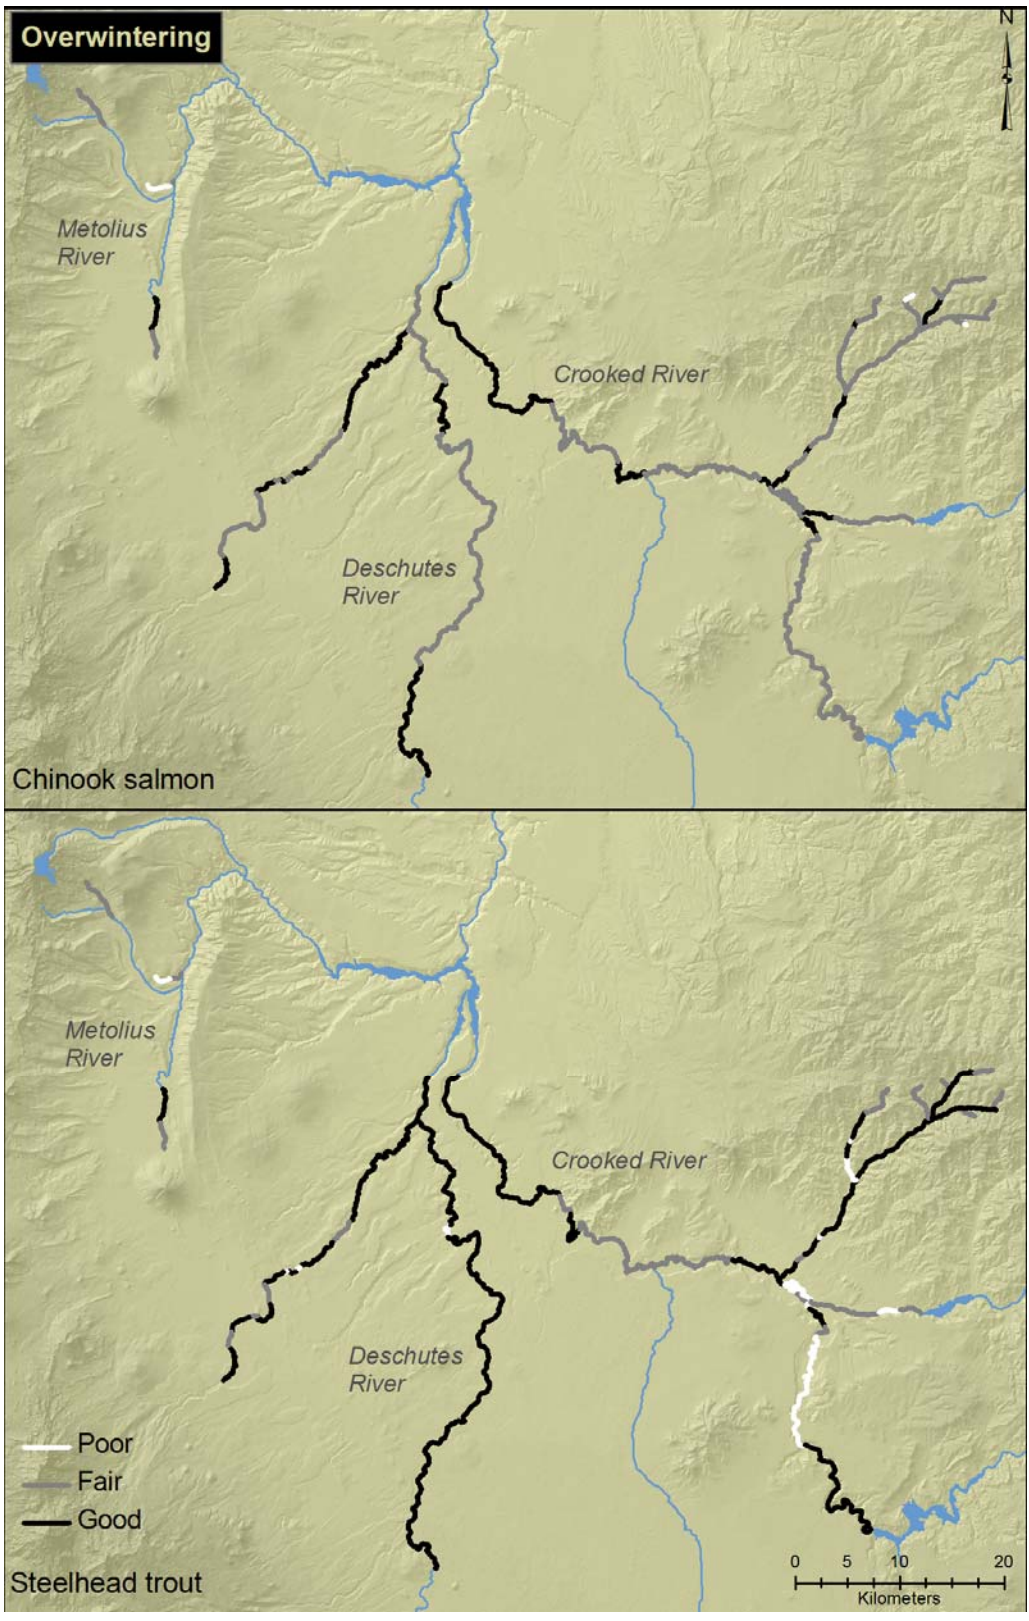 Overwintering
N
S
Metolius
River
Crooked River
Deschutes
River
Chinook salmon
Metolius
River
Crooked River
Deschutes
River
Poor
Fair
Good
Steelhead trout
0 5 10 20
Kilometers